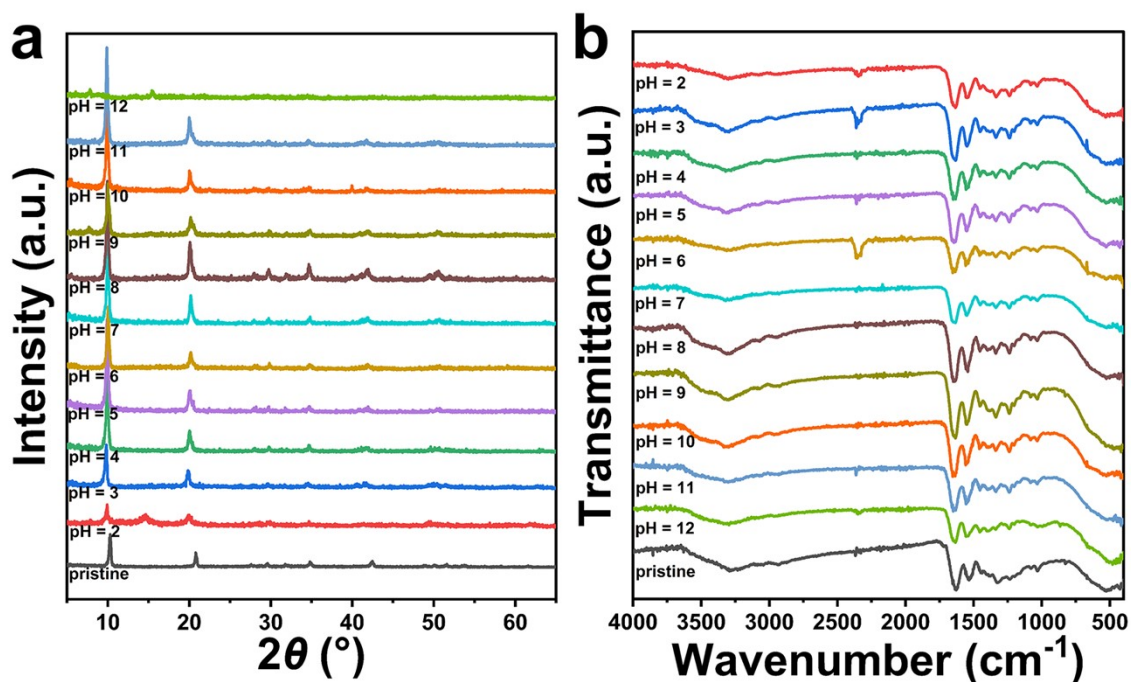 a
Intensity (a.u.)
pH = 12
pH = 11
pH = 10
pH = 9
pH = 8
pH = 7
pH = 6
pH = 5
pH = 4
pH = 3
pH = 2
pristine
10 20 30 40 50 60
2θ (°)
b
Transmittance (a.u.)
pH = 2
pH = 3
pH = 4
pH = 5
pH = 6
pH = 7
pH = 8
pH = 9
pH = 10
pH = 11
pH = 12
pristine
4000 3500 3000 2500 2000 1500 1000 500
Wavenumber (cm⁻¹)